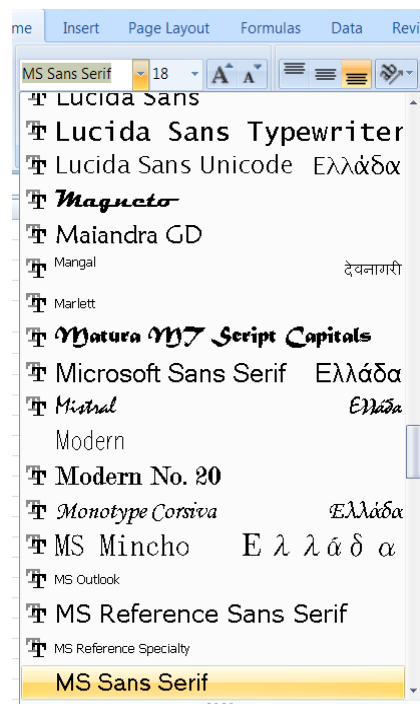 me Insert Page Layout Formulas Data Revi
MS Sans Serif 18 A A
Lucida Sans
Lucida Sans Typewriter
Lucida Sans Unicode Ελλάδα
Magneto
Maiandra GD
Mangal देवनागरी
Marlett
Matura MT Script Capitals
Microsoft Sans Serif Ελλάδα
Mistral Ελλάδα
Modern
Modern No. 20
Monotype Corsiva Ελλάδα
MS Mincho Ελλάδα
MS Outlook
MS Reference Sans Serif
MS Reference Specialty
MS Sans Serif